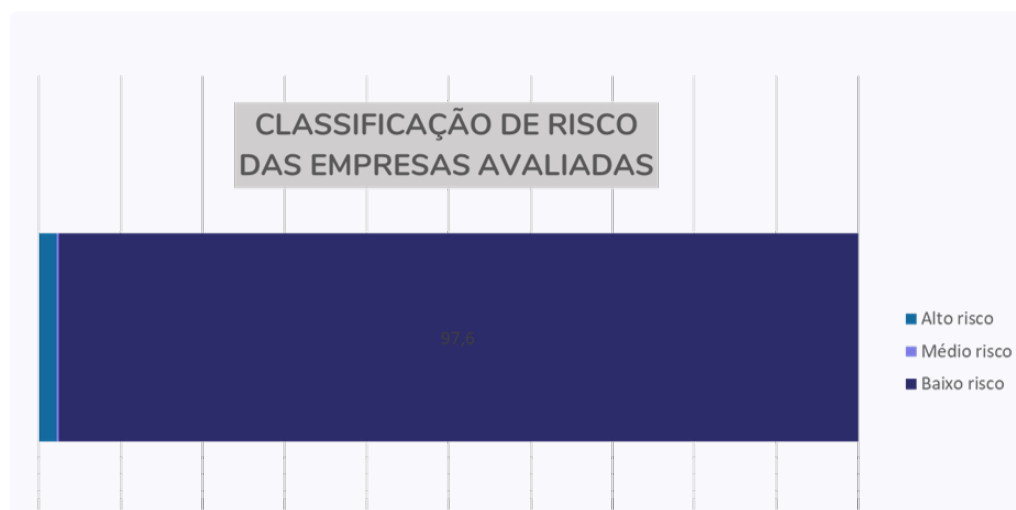 CLASSIFICAÇÃO DE RISCO
DAS EMPRESAS AVALIADAS
97,6
Alto risco
Médio risco
Baixo risco